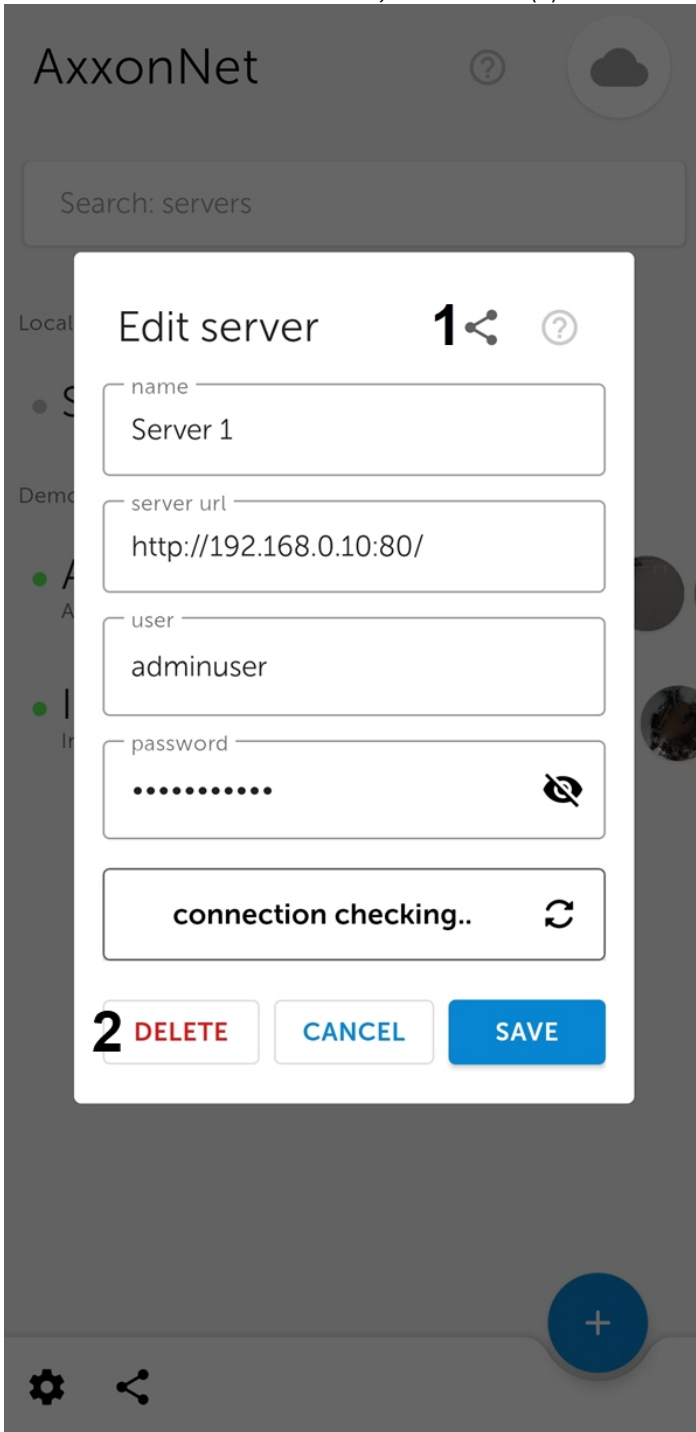 AxxonNet
Search: servers
Local
Edit server
1
name
Server 1
S
Demo
server url
http://192.168.0.10:80/
A
A
user
adminuser
I
Ir
password
•••••••••••
connection checking..
2
DELETE
CANCEL
SAVE
+